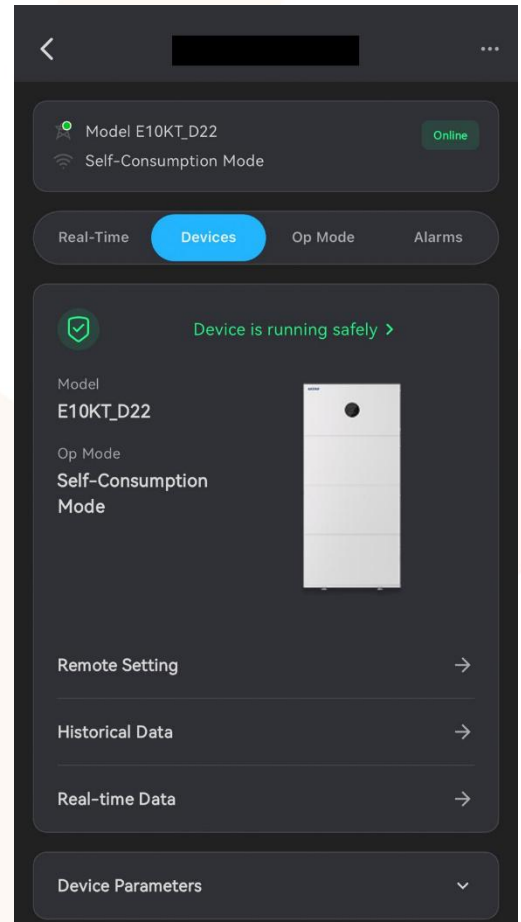 Model E10KT_D22
Online
Self-Consumption Mode
Real-Time
Devices
Op Mode
Alarms
Device is running safely >
Model
E10KT_D22
Op Mode
Self-Consumption
Mode
Remote Setting
Historical Data
Real-time Data
Device Parameters